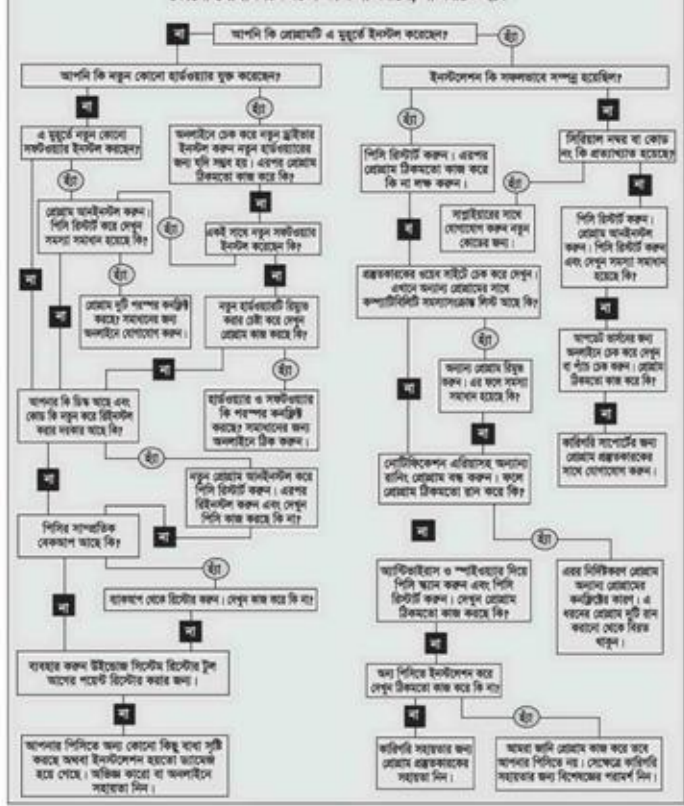 না
আপনি কি প্রোগ্রামটি এ মুহূর্তে ইনস্টল করেছেন?
হ্যাঁ
আপনি কি নতুন কোনো হার্ডওয়্যার যুক্ত করেছেন?
ইনস্টলেশন কি সফলভাবে সম্পন্ন হয়েছিল?
না
হ্যাঁ
হ্যাঁ
না
এ মুহূর্তে নতুন কোনো
সফটওয়্যার ইনস্টল করছেন?
অনলাইনে চেক করে নতুন ড্রাইভার
ইনস্টল করুন নতুন হার্ডওয়্যারের
জন্য যদি সম্ভব হয়। এরপর প্রোগ্রাম
ঠিকমতো কাজ করে কি?
পিসি রিস্টার্ট করুন। এরপর
প্রোগ্রাম ঠিকমতো কাজ করে
কি না লক্ষ করুন।
সিরিয়াল নম্বর বা কোড
নং কি প্রত্যাখ্যাত হয়েছে?
হ্যাঁ
হ্যাঁ
না
প্রোগ্রাম আনইনস্টল করুন।
পিসি রিস্টার্ট করে দেখুন
সমস্যা সমাধান হয়েছে কি?
হ্যাঁ
না
একই সাথে নতুন সফটওয়্যার
ইনস্টল করেছেন কি?
না
সাপ্লাইয়ারের সাথে
যোগাযোগ করুন নতুন
কোডের জন্য।
পিসি রিস্টার্ট করুন।
প্রোগ্রাম আনইনস্টল
করুন। পিসি রিস্টার্ট করুন
এবং দেখুন সমস্যা সমাধান
হয়েছে কি?
না
না
হ্যাঁ
না
প্রোগ্রাম দুটি পরস্পর কনফ্লিক্ট
করছে? সমাধানের জন্য
অনলাইনে যোগাযোগ করুন।
নতুন হার্ডওয়্যারটি রিমুভ
করার চেষ্টা করে দেখুন
প্রোগ্রাম কাজ করছে কি?
প্রস্তুতকারকের ওয়েব সাইটে চেক করে দেখুন।
এখানে অন্যান্য প্রোগ্রামের সাথে
কম্প্যাটিবিলিটি সমস্যাসংক্রান্ত লিস্ট আছে কি?
না
হ্যাঁ
আপডেট ভার্সনের জন্য
অনলাইনে চেক করে দেখুন
বা প্যাচ চেক করুন। প্রোগ্রাম
ঠিকমতো কাজ করে কি?
না
হ্যাঁ
না
অন্যান্য প্রোগ্রাম রিমুভ
করুন। এর ফলে সমস্যা
সমাধান হয়েছে কি?
না
আপনার কি ডিস্ক আছে এবং
কোড কি নতুন করে রিইনস্টল
করার দরকার আছে কি?
হার্ডওয়্যার ও সফটওয়্যার
কি পরস্পর কনফ্লিক্ট
করছে? সমাধানের জন্য
অনলাইনে ঠিক করুন।
না
কারিগরি সাপোর্টের জন্য
প্রোগ্রাম প্রস্তুতকারকের
সাথে যোগাযোগ করুন।
হ্যাঁ
না
নতুন প্রোগ্রাম আনইনস্টল করে
পিসি রিস্টার্ট করুন। এরপর
রিইনস্টল করুন এবং দেখুন
পিসি কাজ করছে কি না?
নোটিফিকেশন এরিয়াসহ অন্যান্য
রানিং প্রোগ্রাম বন্ধ করুন। ফলে
প্রোগ্রাম ঠিকমতো রান করে কি?
পিসির সাম্প্রতিক
বেকআপ আছে কি?
না
না
হ্যাঁ
হ্যাঁ
না
ব্যাকআপ থেকে রিস্টোর করুন। দেখুন কাজ করে কি না?
না
অ্যান্টিভাইরাস ও স্পাইওয়্যার দিয়ে
পিসি স্ক্যান করুন এবং পিসি
রিস্টার্ট করুন। দেখুন প্রোগ্রাম
ঠিকমতো কাজ করছে কি?
এরর নির্দিষ্টকরণ প্রোগ্রাম
অন্যান্য প্রোগ্রামের
কনফ্লিক্টের কারণ। এ
ধরনের প্রোগ্রাম দুটি রান
করানো থেকে বিরত
থাকুন।
না
ব্যবহার করুন উইন্ডোজ সিস্টেম রিস্টোর টুল
আগের পয়েন্ট রিস্টোর করার জন্য।
অন্য পিসিতে ইনস্টলেশন করে
দেখুন ঠিকমতো কাজ করে কি না?
না
না
হ্যাঁ
আপনার পিসিতে অন্য কোনো কিছু বাধা সৃষ্টি
করছে অথবা ইনস্টলেশন হয়তো ড্যামেজ
হয়ে গেছে। অভিজ্ঞ কারো বা অনলাইনে
সহায়তা নিন।
কারিগরি সহায়তার জন্য
প্রোগ্রাম প্রস্তুতকারকের
সহায়তা নিন।
আমরা জানি প্রোগ্রাম কাজ করে তবে
আপনার পিসিতে নয়। সেক্ষেত্রে কারিগরি
সহায়তার জন্য বিশেষজ্ঞের পরামর্শ নিন।